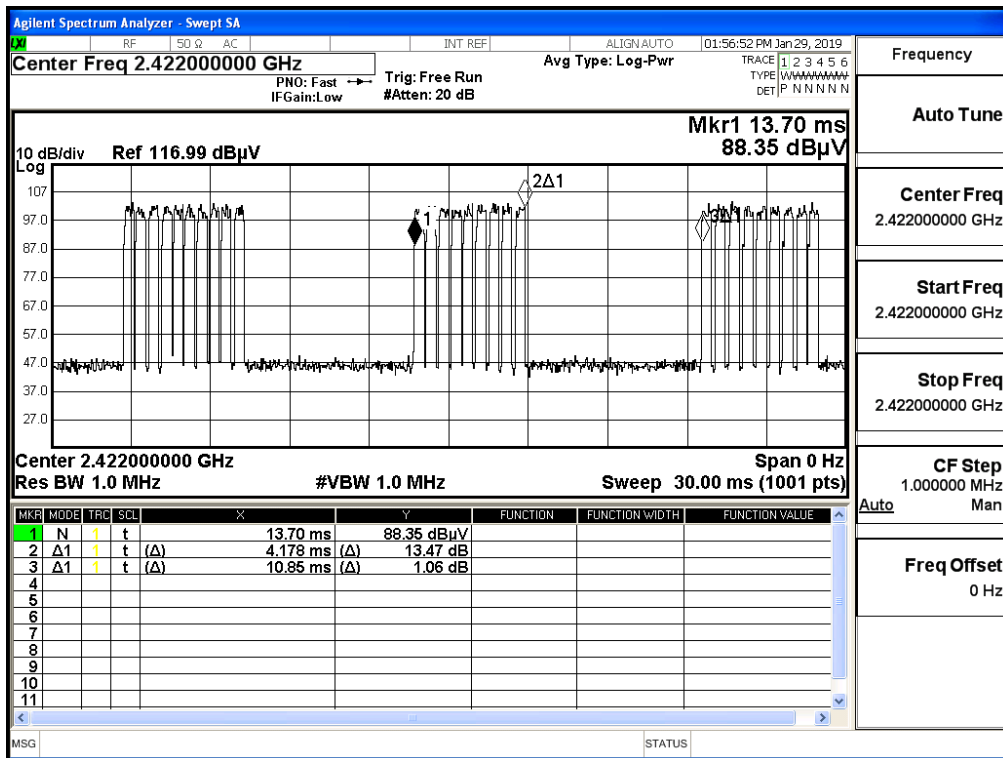 Agilent Spectrum Analyzer - Swept SA
LXI RF 50 Ω AC INT REF ALIGN AUTO 01:56:52 PM Jan 29, 2019
Center Freq 2.422000000 GHz
PNO: Fast
IFGain:Low
Trig: Free Run
#Atten: 20 dB
Avg Type: Log-Pwr
TRACE 1 2 3 4 5 6
TYPE W
DET P N N N N N
Mkr1 13.70 ms
88.35 dBµV
10 dB/div Ref 116.99 dBµV
Log
107
97.0
87.0
77.0
67.0
57.0
47.0
37.0
27.0
1
2Δ1
3Δ1
Center 2.422000000 GHz Span 0 Hz
Res BW 1.0 MHz #VBW 1.0 MHz Sweep 30.00 ms (1001 pts)
MKR MODE TRC SCL X Y FUNCTION FUNCTION WIDTH FUNCTION VALUE
1 N 1 t 13.70 ms 88.35 dBµV
2 Δ1 1 t (Δ) 4.178 ms (Δ) 13.47 dB
3 Δ1 1 t (Δ) 10.85 ms (Δ) 1.06 dB
4
5
6
7
8
9
10
11
MSG STATUS
Frequency
Auto Tune
Center Freq
2.422000000 GHz
Start Freq
2.422000000 GHz
Stop Freq
2.422000000 GHz
CF Step
1.000000 MHz
Auto Man
Freq Offset
0 Hz